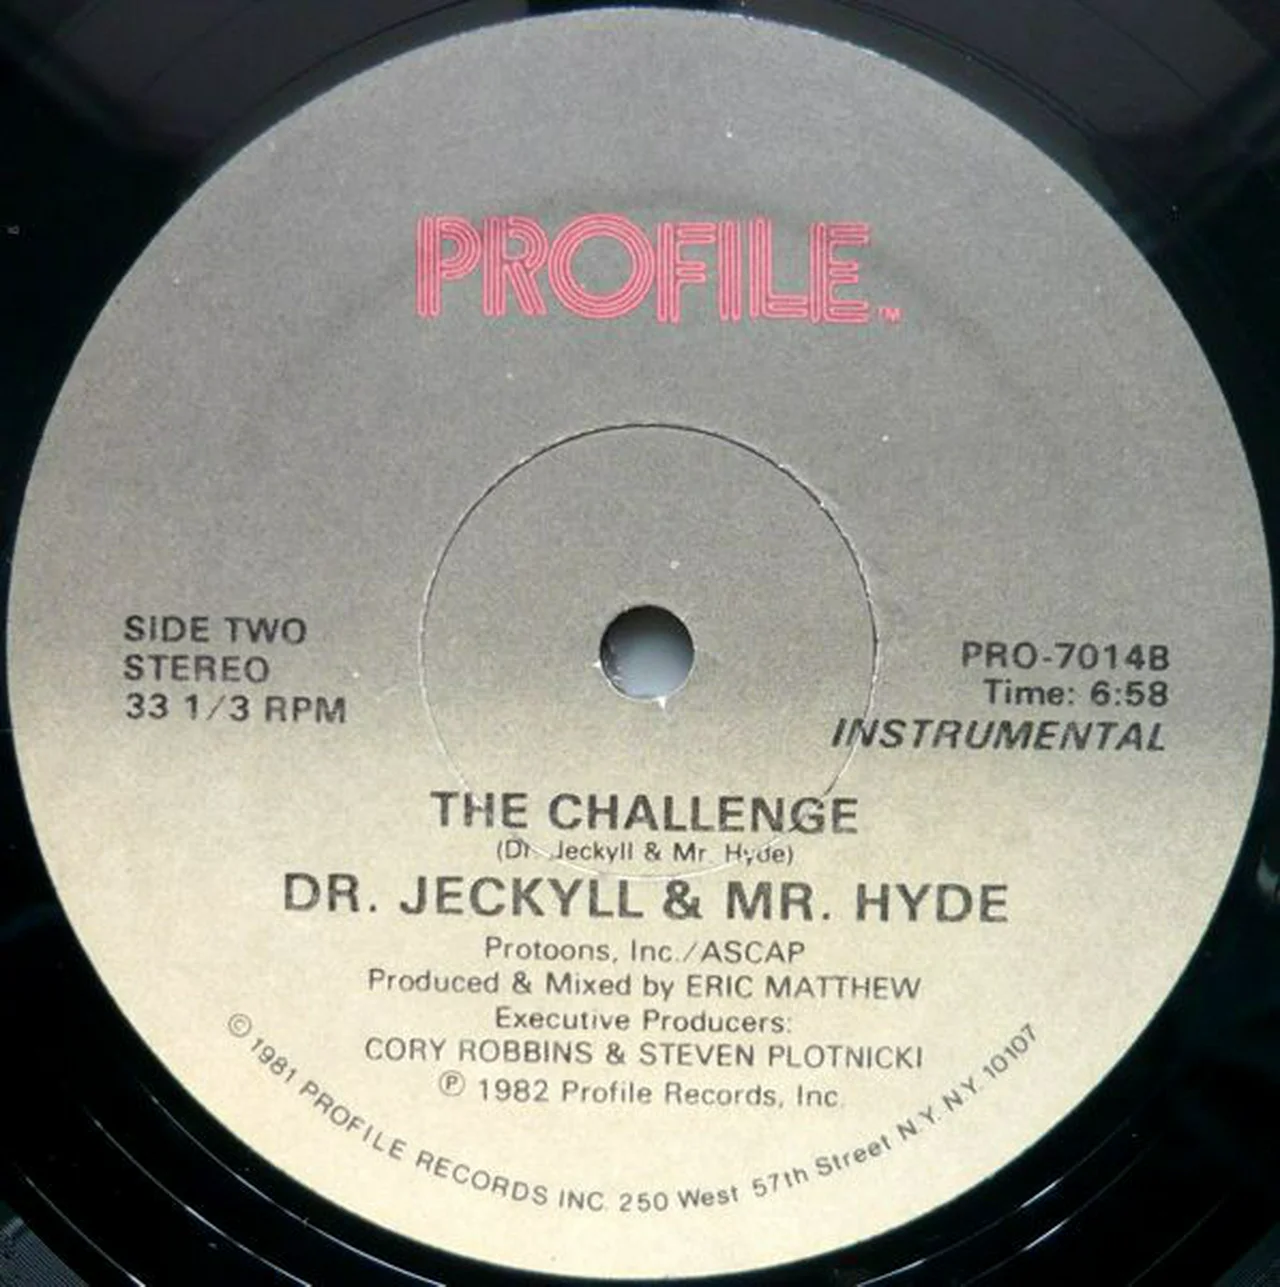 PROFILE™
SIDE TWO
STEREO
33 1/3 RPM
PRO-7014B
Time: 6:58
INSTRUMENTAL
THE CHALLENGE
(Dr. Jeckyll & Mr. Hyde)
DR. JECKYLL & MR. HYDE
Protoons, Inc./ASCAP
Produced & Mixed by ERIC MATTHEW
Executive Producers:
CORY ROBBINS & STEVEN PLOTNICKI
℗ 1982 Profile Records, Inc.
©1981 PROFILE RECORDS INC. 250 West 57th Street N.Y. N.Y. 10107